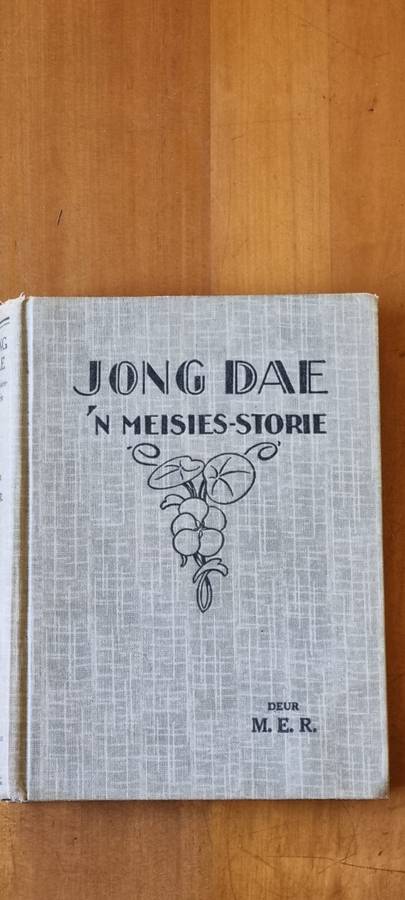 JONG DAE
'N MEISIES-STORIE
DEUR
M. E. R.